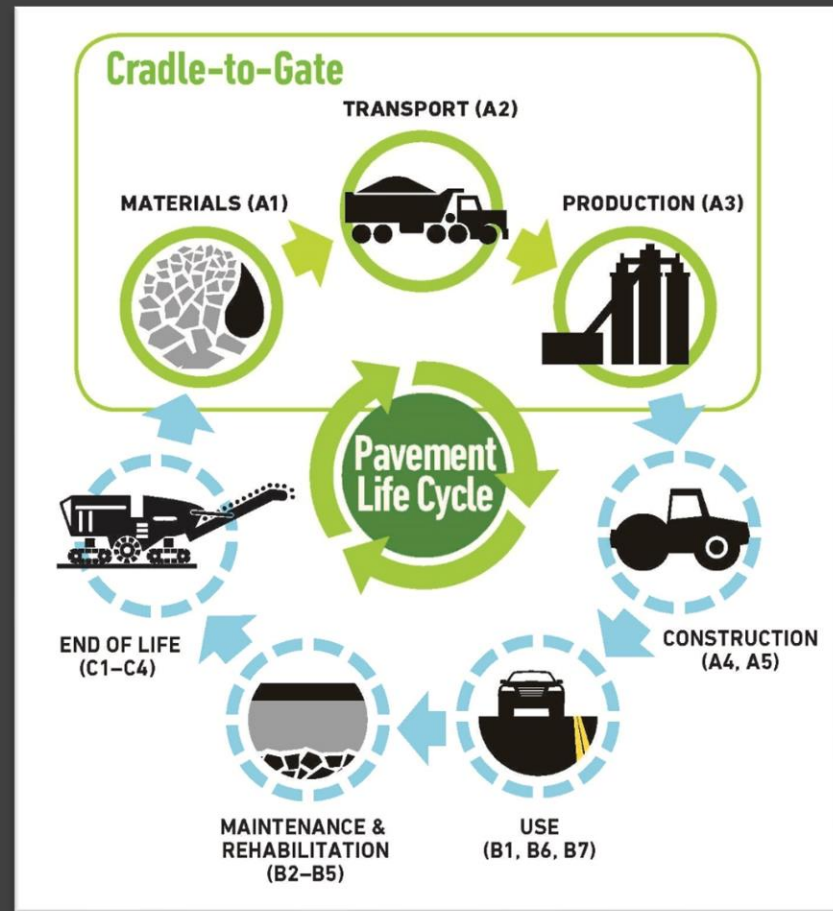 Cradle-to-Gate
TRANSPORT (A2)
MATERIALS (A1)
PRODUCTION (A3)
Pavement
Life Cycle
END OF LIFE
(C1–C4)
CONSTRUCTION
(A4, A5)
MAINTENANCE &
REHABILITATION
(B2–B5)
USE
(B1, B6, B7)